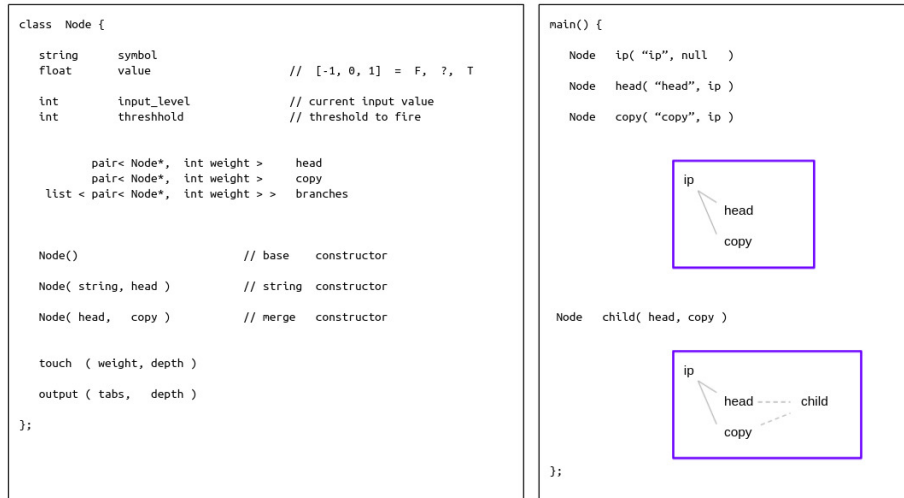 class Node {
string symbol
float value // [-1, 0, 1] = F, ?, T
int input_level // current input value
int threshhold // threshold to fire
pair< Node*, int weight > head
pair< Node*, int weight > copy
list < pair< Node*, int weight > > branches
Node() // base constructor
Node( string, head ) // string constructor
Node( head, copy ) // merge constructor
touch ( weight, depth )
output ( tabs, depth )
};
main() {
Node ip( “ip”, null )
Node head( “head”, ip )
Node copy( “copy”, ip )
ip
head
copy
Node child( head, copy )
ip
head child
copy
};